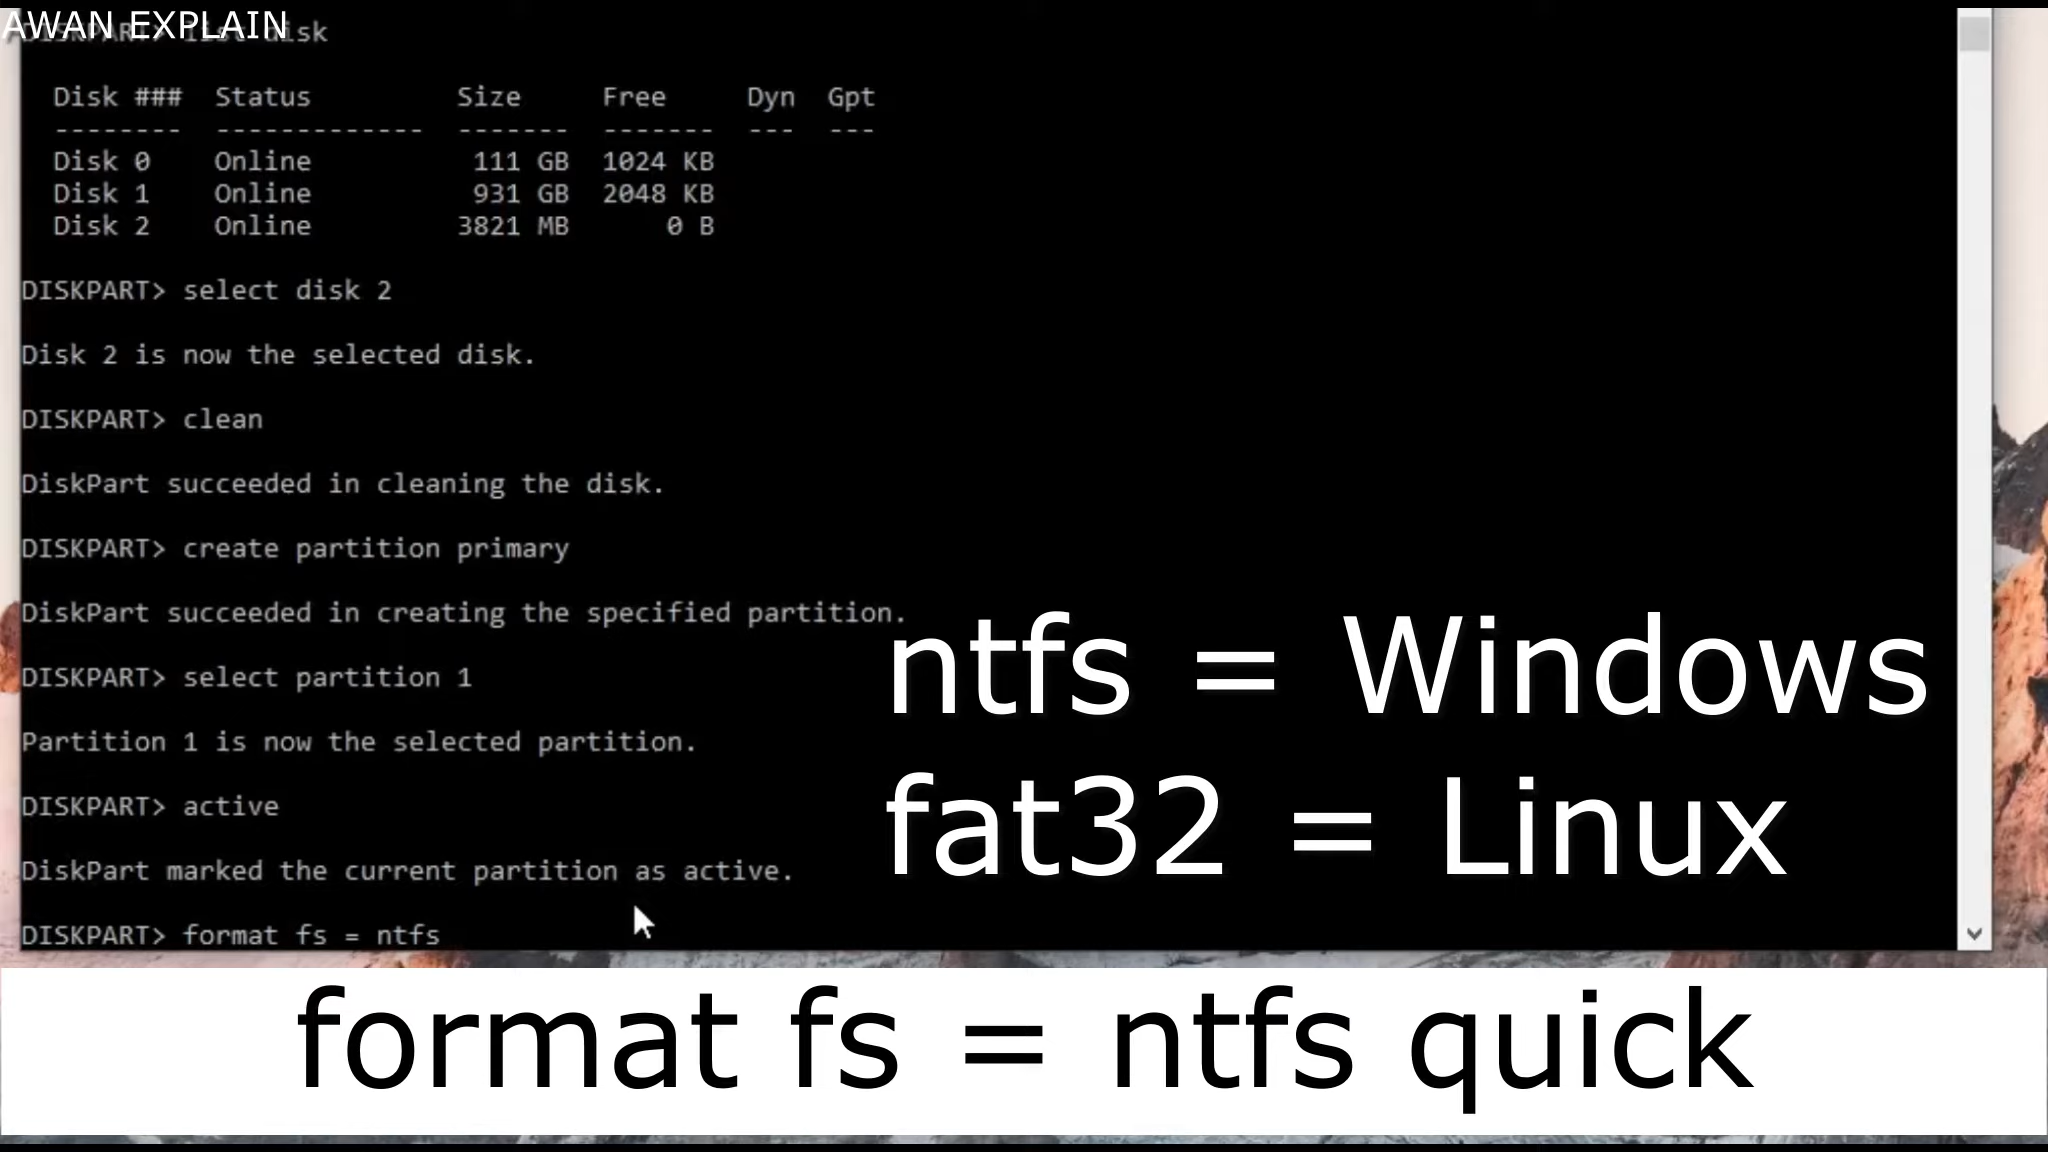 AWAN EXPLAIN
DISKPART> list disk
Disk ### Status Size Free Dyn Gpt
-------- ------------- ------- ------- --- ---
Disk 0 Online 111 GB 1024 KB
Disk 1 Online 931 GB 2048 KB
Disk 2 Online 3821 MB 0 B
DISKPART> select disk 2
Disk 2 is now the selected disk.
DISKPART> clean
DiskPart succeeded in cleaning the disk.
DISKPART> create partition primary
DiskPart succeeded in creating the specified partition.
DISKPART> select partition 1
Partition 1 is now the selected partition.
DISKPART> active
DiskPart marked the current partition as active.
DISKPART> format fs = ntfs
ntfs = Windows
fat32 = Linux
format fs = ntfs quick